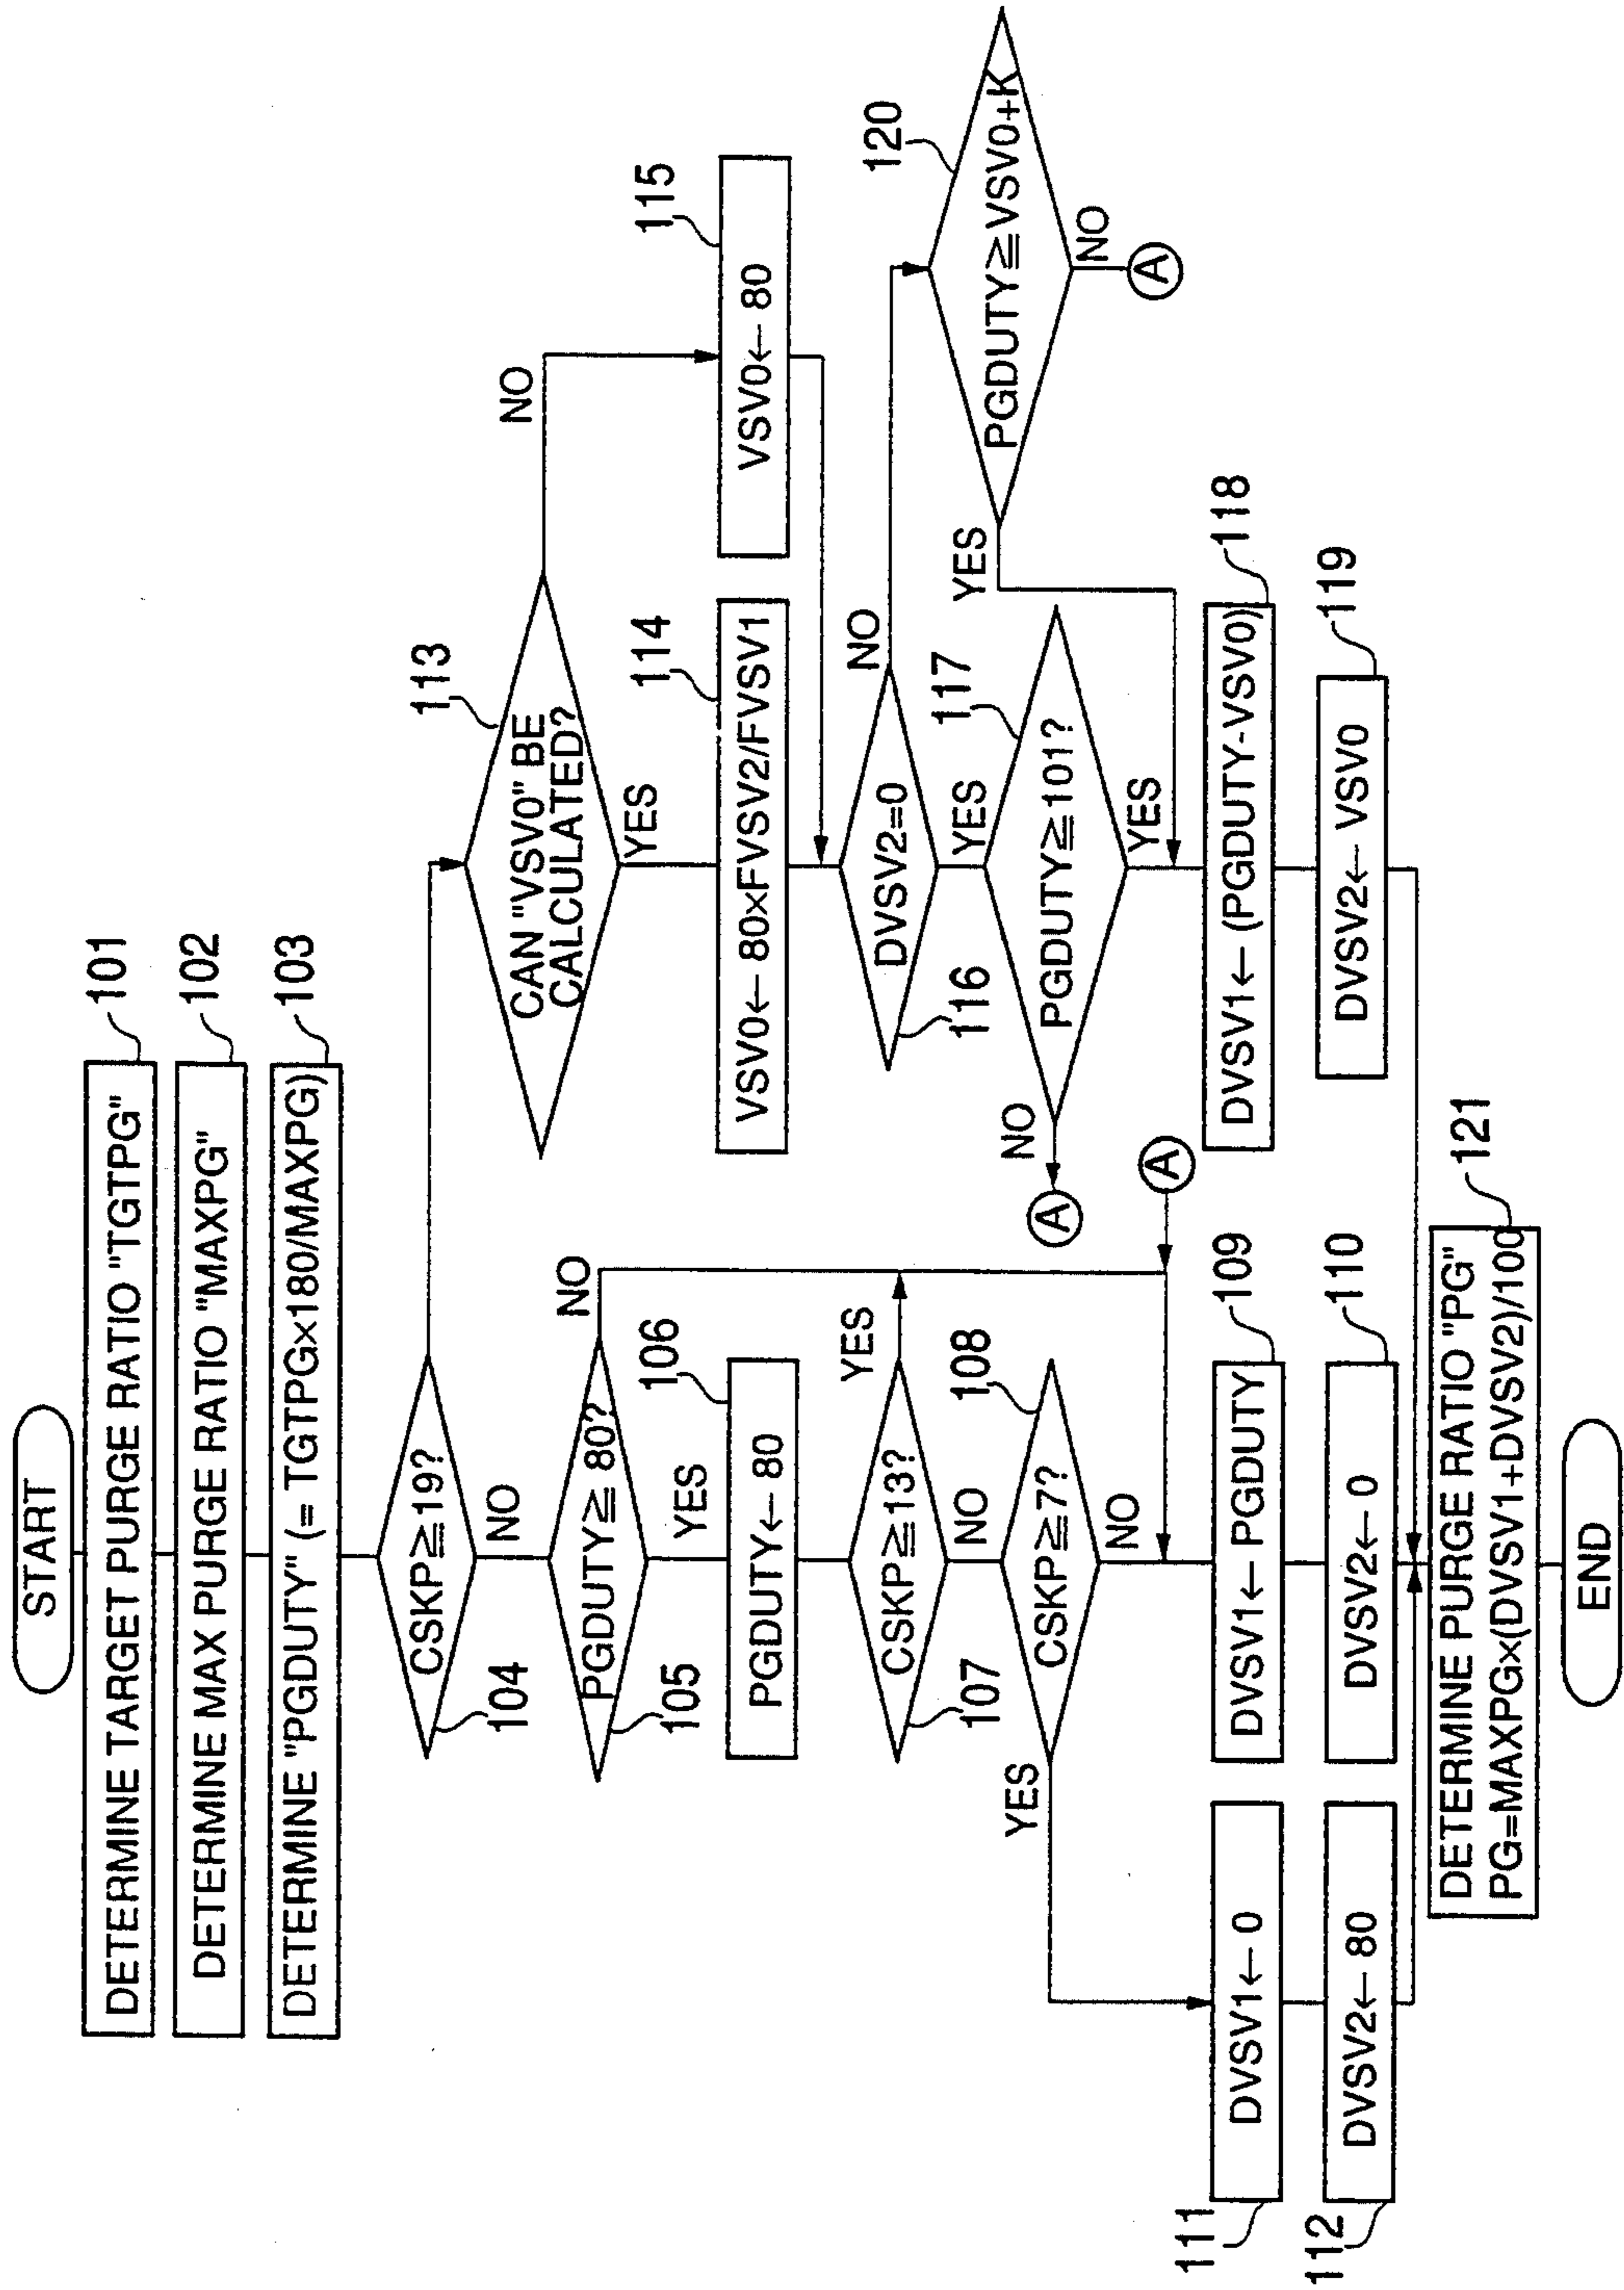 START
DETERMINE TARGET PURGE RATIO "TGTPG"
101
DETERMINE MAX PURGE RATIO "MAXPG"
102
DETERMINE "PGDUTY" (= TGTPG×180/MAXPG)
103
CSKP≧19?
104
NO
PGDUTY≧ 80?
105
NO
YES
PGDUTY← 80
106
CSKP≧13?
107
YES
NO
CSKP≧7?
108
YES
NO
DVSV1← PGDUTY
109
DVSV2← 0
110
DVSV1← 0
111
DVSV2← 80
112
CAN "VSV0" BE
CALCULATED?
113
NO
YES
VSV0← 80×FVSV2/FVSV1
114
VSV0← 80
115
DVSV2=0
116
NO
YES
PGDUTY≧101?
117
NO
A
YES
A
PGDUTY≧VSV0+K
120
YES
NO
A
DVSV1← (PGDUTY-VSV0)
118
DVSV2← VSV0
119
DETERMINE PURGE RATIO "PG"
PG=MAXPG×(DVSV1+DVSV2)/100
121
END